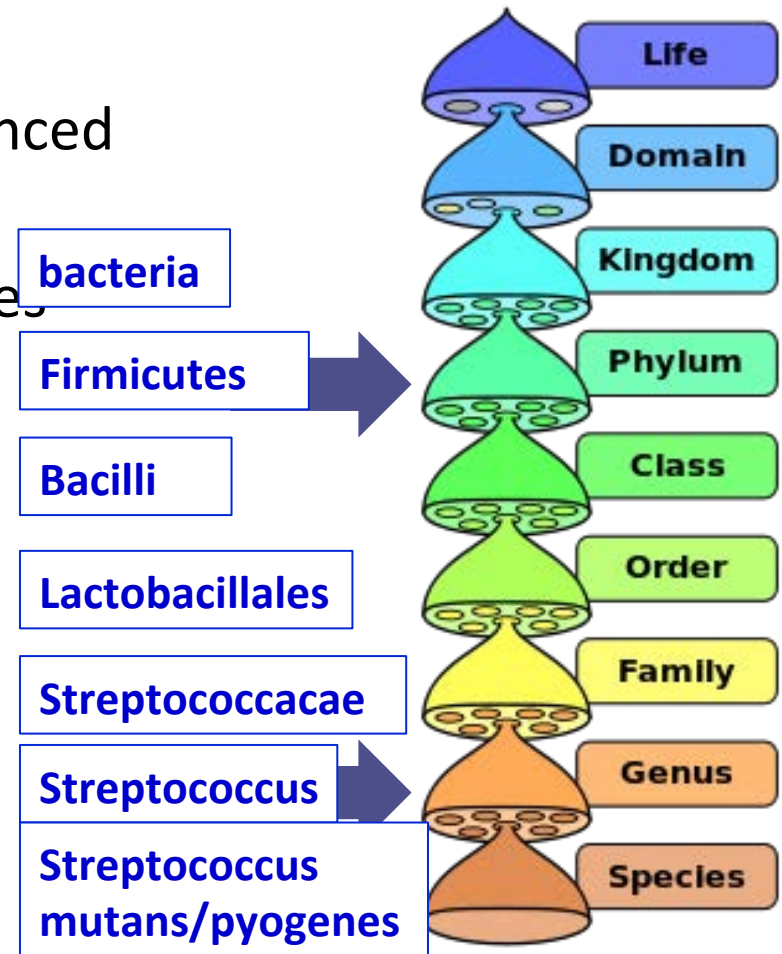 Life
nced
Domain
bacteria
Kingdom
es
Firmicutes
Phylum
Bacilli
Class
Lactobacillales
Order
Streptococcacae
Family
Streptococcus
Genus
Streptococcus
mutans/pyogenes
Species